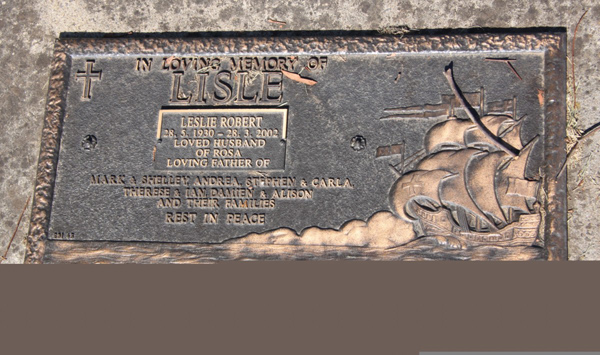 IN LOVING MEMORY OF
LISLE
LESLIE ROBERT
28. 5. 1930 - 28. 3. 2002
LOVED HUSBAND
OF ROSA
LOVING FATHER OF
MARK & SHELLEY, ANDREA, STEPHEN & CARLA,
THERESE & IAN, DAMIEN & ALISON
AND THEIR FAMILIES
REST IN PEACE